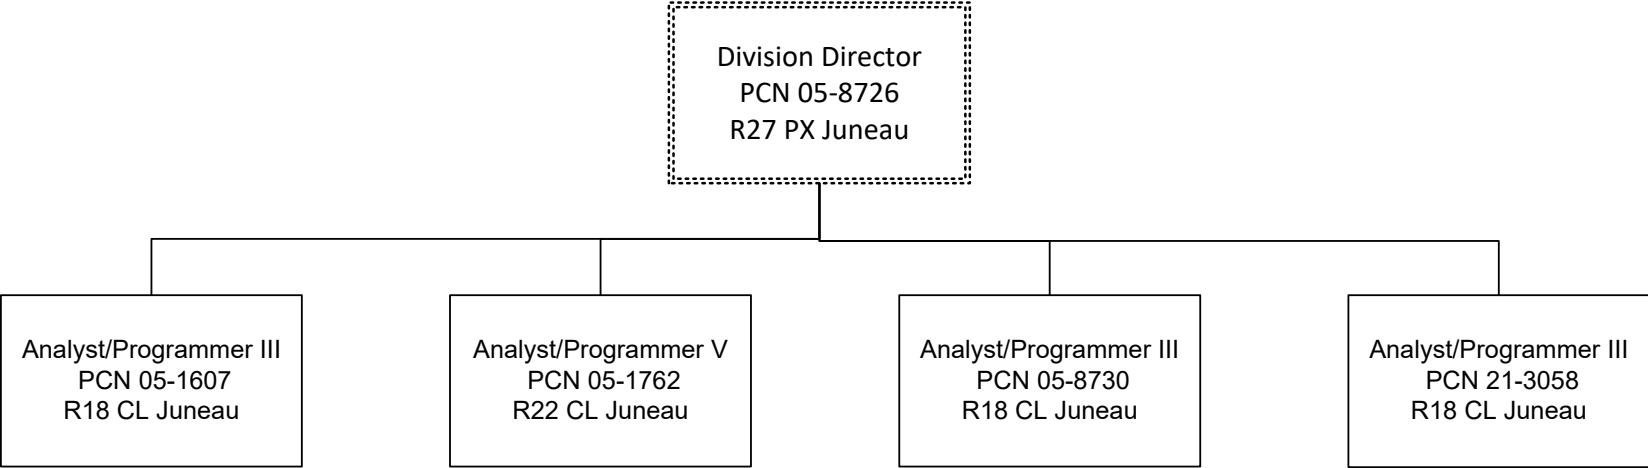 Division Director
PCN 05-8726
R27 PX Juneau
Analyst/Programmer III
PCN 05-1607
R18 CL Juneau
Analyst/Programmer V
PCN 05-1762
R22 CL Juneau
Analyst/Programmer III
PCN 05-8730
R18 CL Juneau
Analyst/Programmer III
PCN 21-3058
R18 CL Juneau